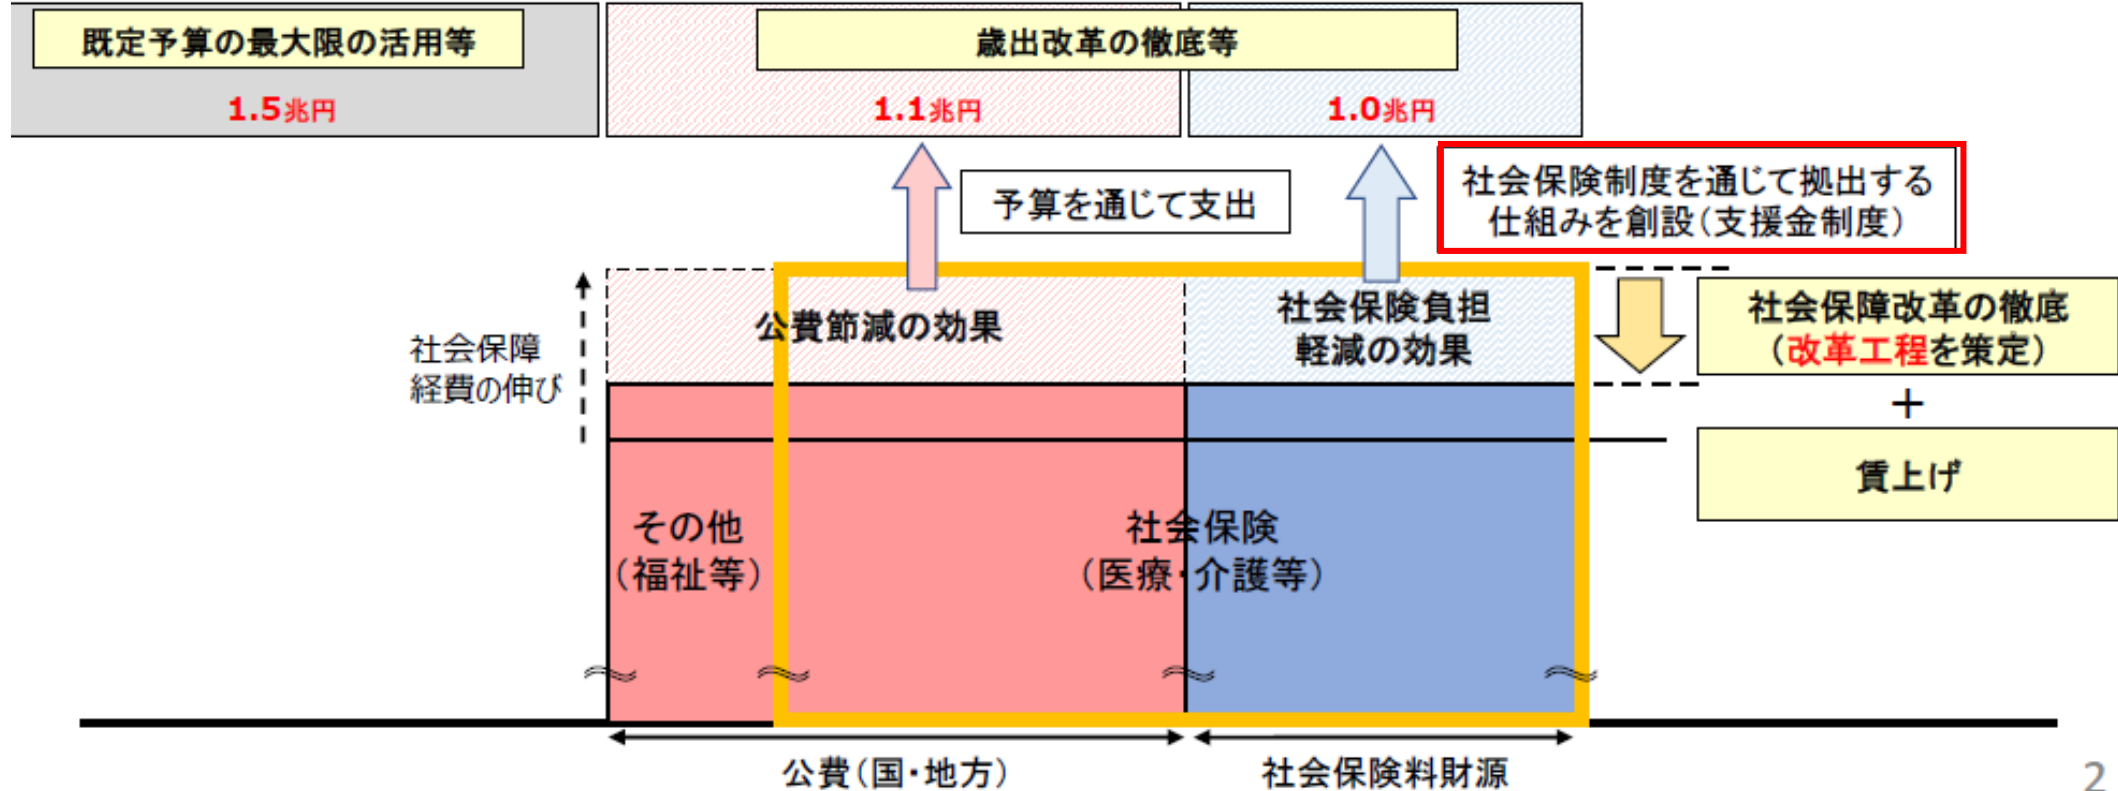 既定予算の最大限の活用等
歳出改革の徹底等
1.5兆円
1.1兆円
1.0兆円
予算を通じて支出
社会保険制度を通じて拠出する
仕組みを創設(支援金制度)
社会保障
経費の伸び
公費節減の効果
社会保険負担
軽減の効果
社会保障改革の徹底
(改革工程を策定)
+
賃上げ
その他
(福祉等)
社会保険
(医療・介護等)
公費(国・地方)
社会保険料財源
2